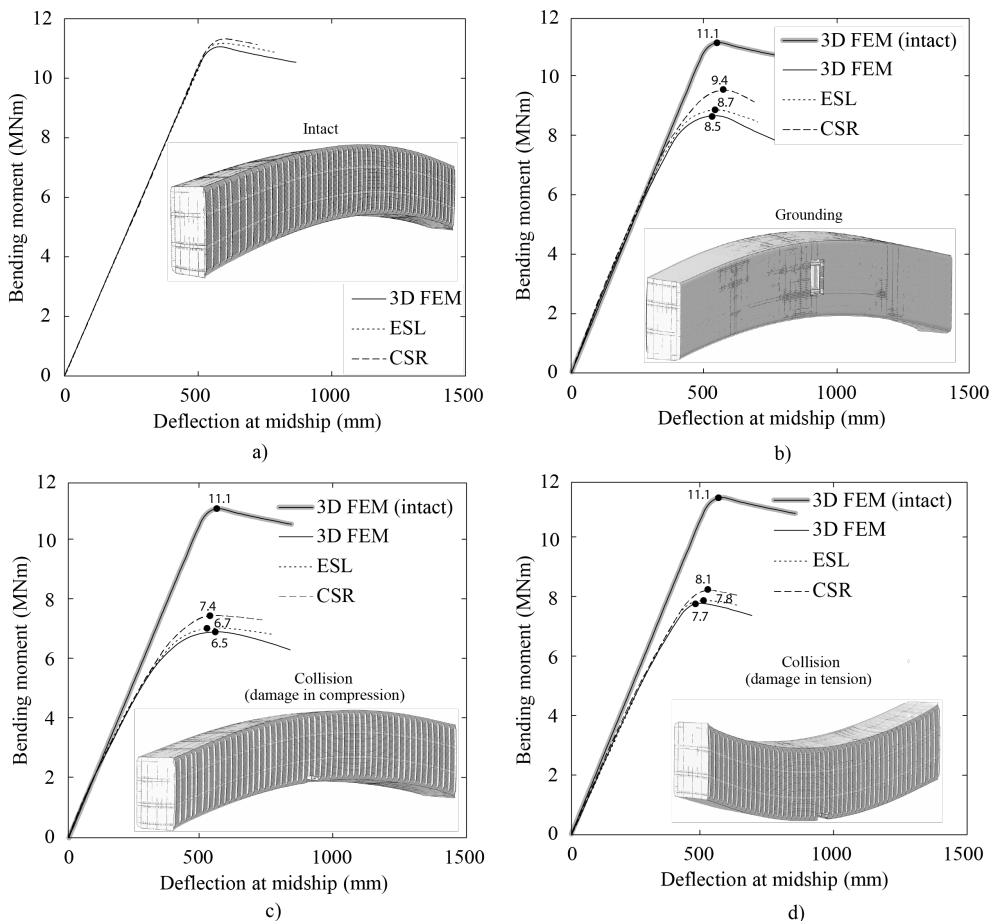 12
10
8
6
4
2
0
Bending moment (MNm)
Intact
3D FEM
ESL
CSR
0
500
1000
1500
Deflection at midship (mm)
a)
12
10
8
6
4
2
0
Bending moment (MNm)
11.1
9.4
8.7
8.5
3D FEM (intact)
3D FEM
ESL
CSR
Grounding
0
500
1000
1500
Deflection at midship (mm)
b)
12
10
8
6
4
2
0
Bending moment (MNm)
11.1
7.4
6.7
6.5
3D FEM (intact)
3D FEM
ESL
CSR
Collision
(damage in compression)
0
500
1000
1500
Deflection at midship (mm)
c)
12
10
8
6
4
2
0
Bending moment (MNm)
11.1
8.1
7.8
7.7
3D FEM (intact)
3D FEM
ESL
CSR
Collision
(damage in tension)
0
500
1000
1500
Deflection at midship (mm)
d)